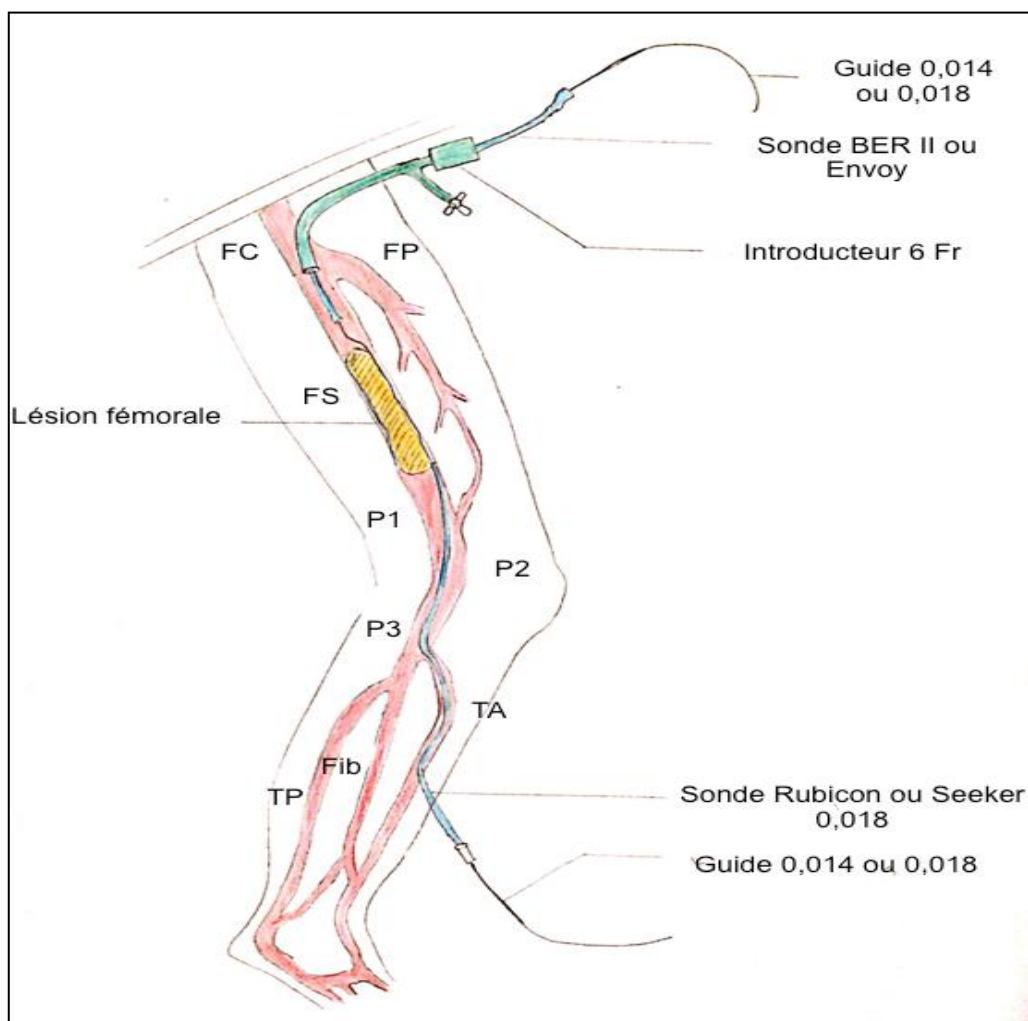 Guide 0,014
ou 0,018
Sonde BER II ou
Envoy
FC
FP
Introducteur 6 Fr
FS
Lésion fémorale
P1
P2
P3
TA
Fib
TP
Sonde Rubicon ou Seeker
0,018
Guide 0,014 ou 0,018